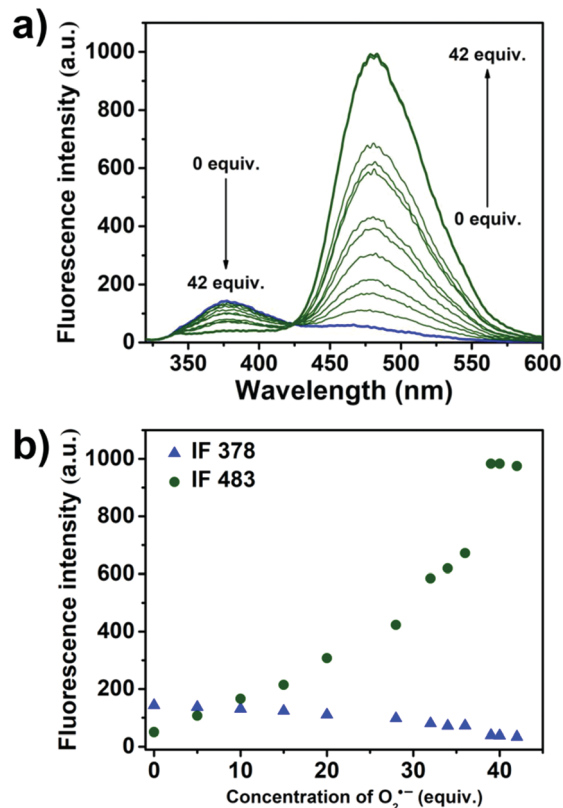 a)
Fluorescence intensity (a.u.)
1000
800
600
400
200
0
0 equiv.
42 equiv.
42 equiv.
0 equiv.
350 400 450 500 550 600
Wavelength (nm)
b)
Fluorescence intensity (a.u.)
IF 378
IF 483
1000
800
600
400
200
0
0 10 20 30 40
Concentration of O₂•− (equiv.)